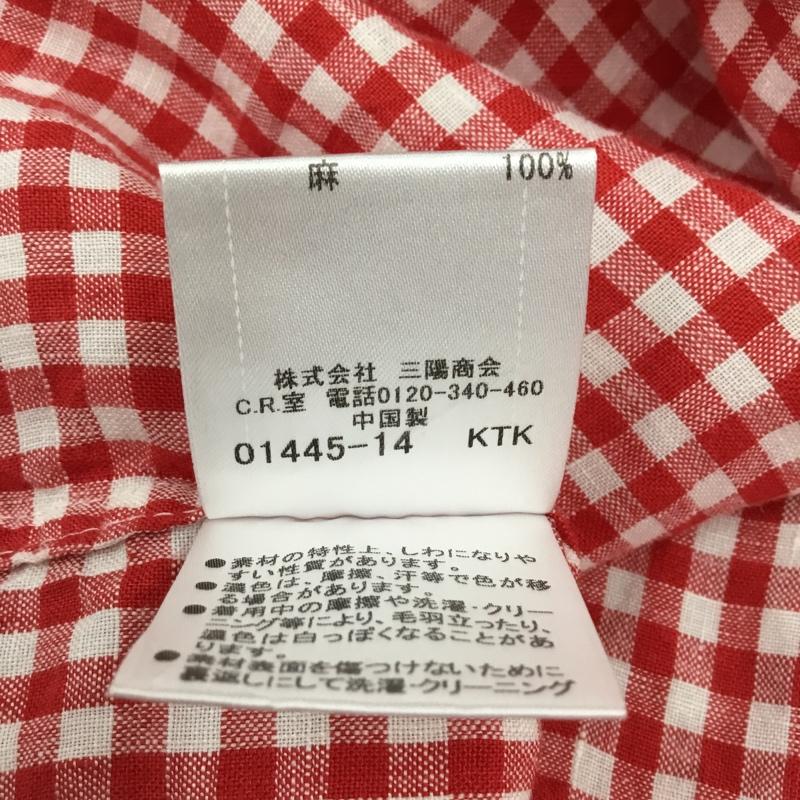 麻 100%
株式会社 三陽商会
C.R.室 電話0120-340-460
中国製
01445-14 KTK
●素材の特性上、しわになりや
すい性質があります。
●濃色は、摩擦、汗等で色が移
る場合があります。
●着用中の摩擦や洗濯・クリー
ニング等により、毛羽立ったり、
濃色は白っぽくなることがあ
ります。
●素材表面を傷つけないために
裏返しにして洗濯・クリーニング